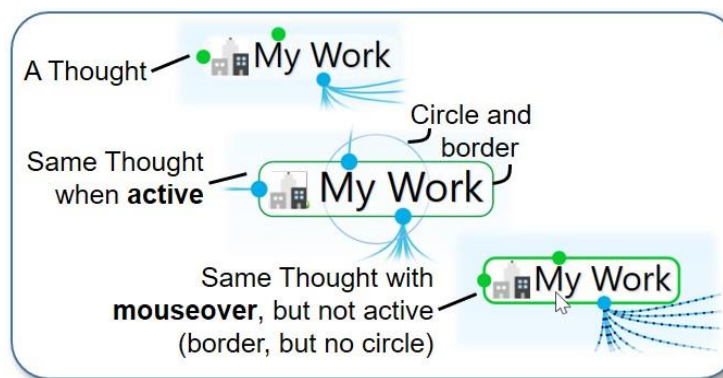 A Thought
My Work
Circle and
border
Same Thought
when active
My Work
Same Thought with
mouseover, but not active
(border, but no circle)
My Work